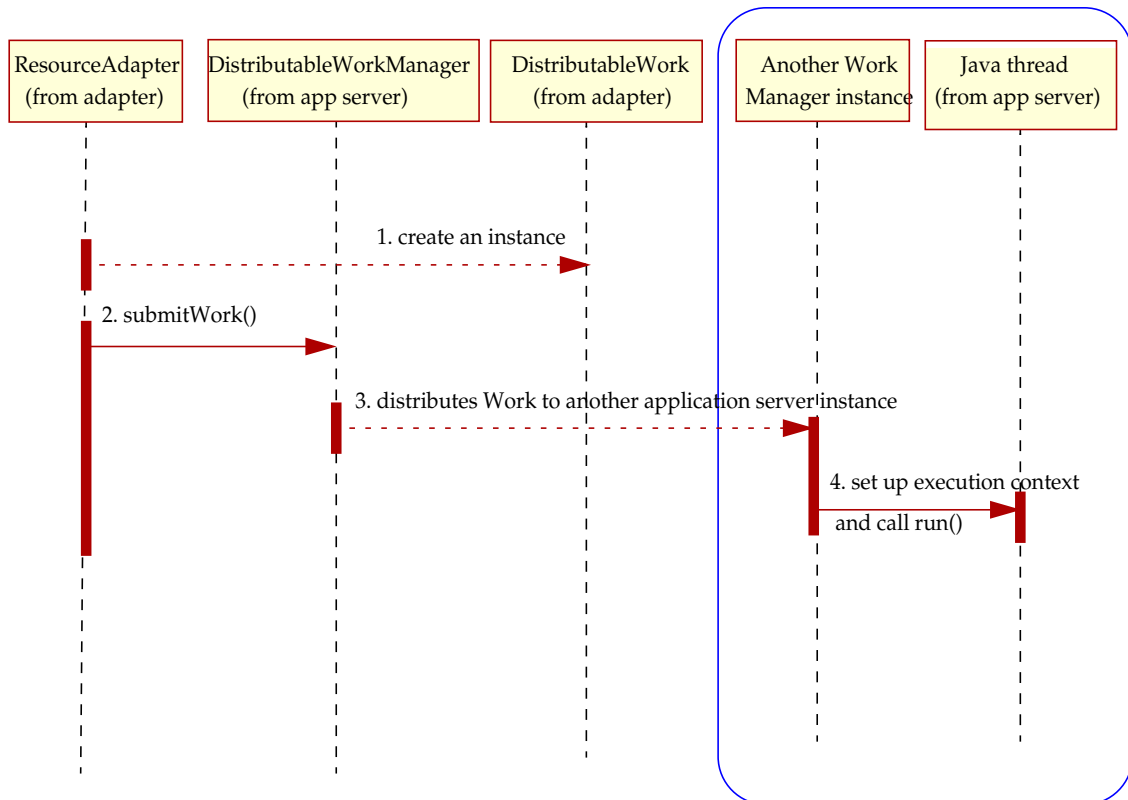 ResourceAdapter
(from adapter)
DistributableWorkManager
(from app server)
DistributableWork
(from adapter)
Another Work
Manager instance
Java thread
(from app server)
1. create an instance
2. submitWork()
3. distributes Work to another application server instance
4. set up execution context
and call run()